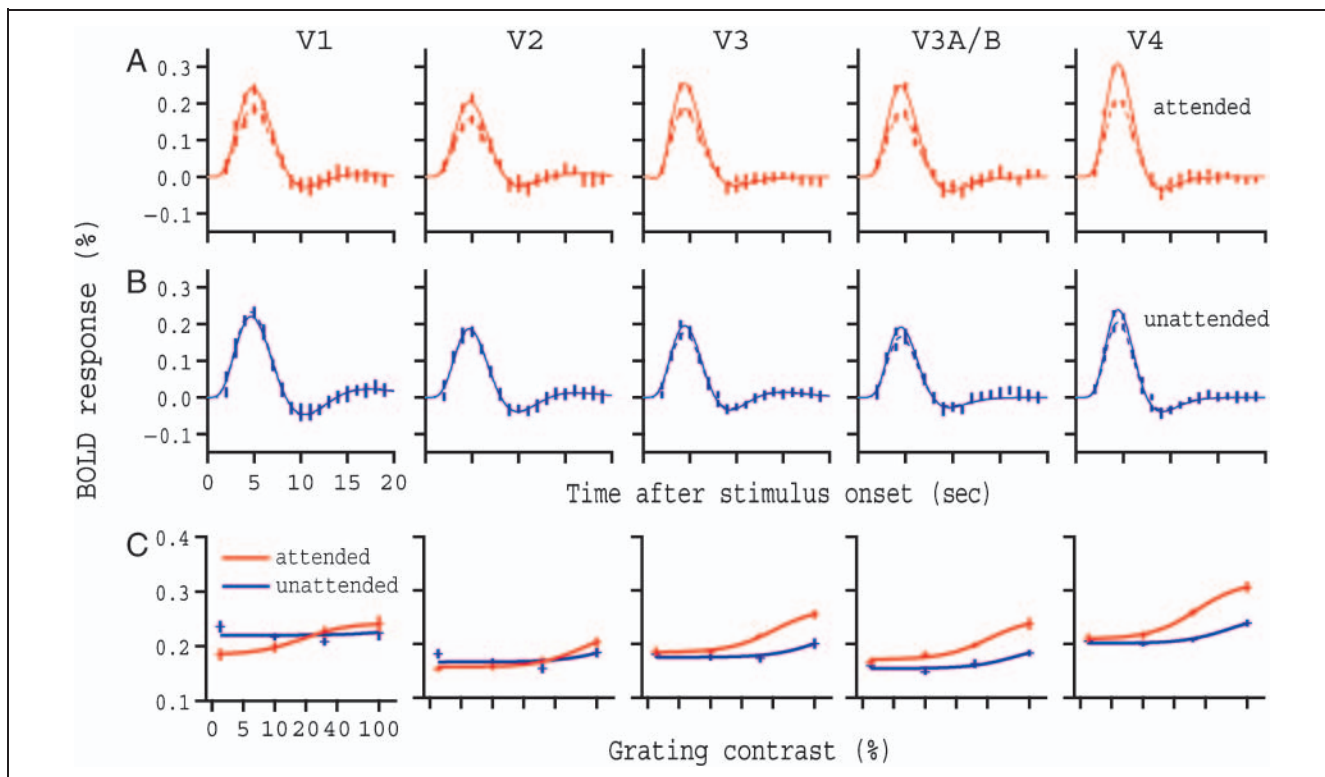 V1 V2 V3 V3A/B V4
A
0.3
0.2
0.1
0.0
−0.1
attended
BOLD response (%)
B
0.3
0.2
0.1
0.0
−0.1
unattended
0 5 10 15 20
Time after stimulus onset (sec)
C
0.4
0.3
0.2
0.1
attended
unattended
0 5 10 20 40 100
Grating contrast (%)